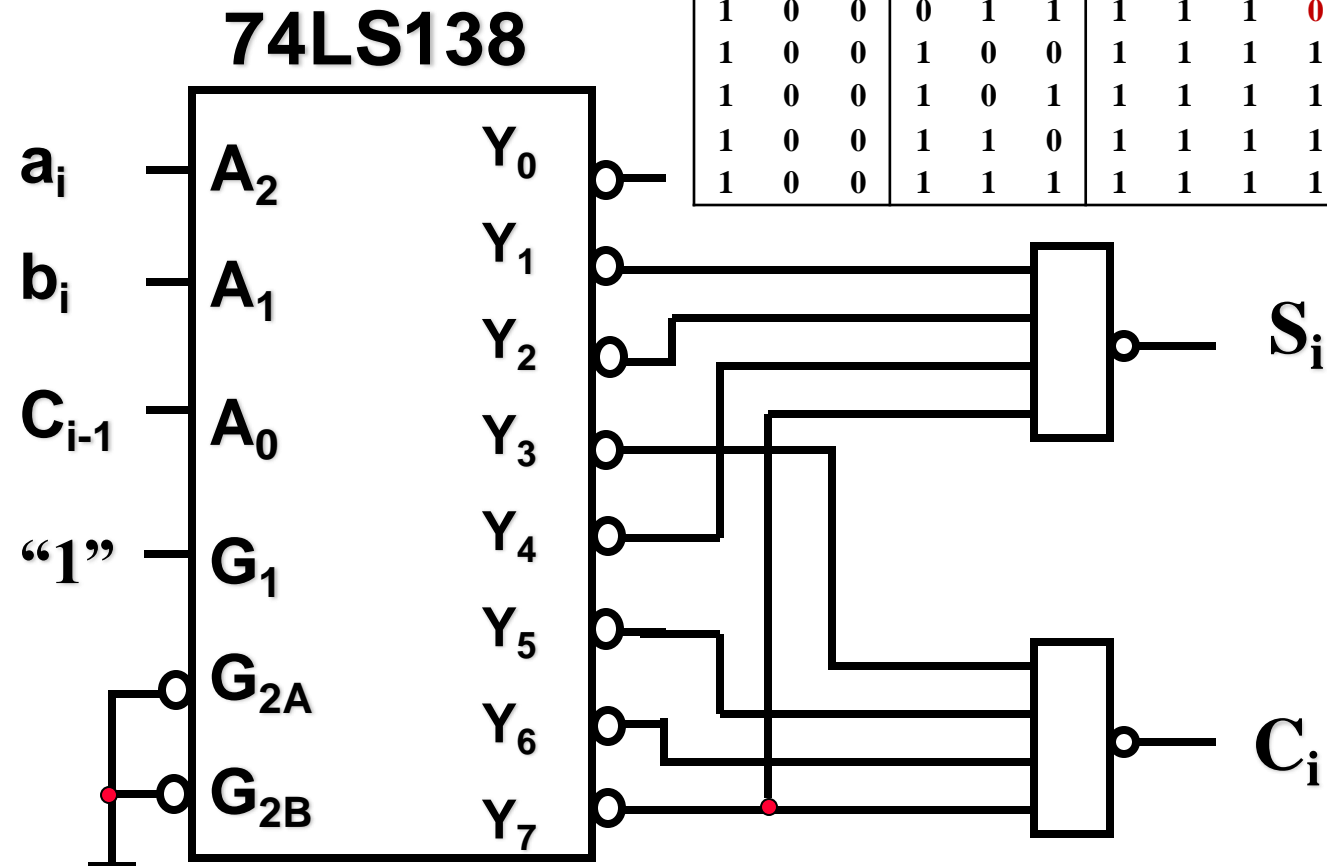 74LS138
1 0 0 0 1 1 1 1 1 0
1 0 0 1 0 0 1 1 1 1
1 0 0 1 0 1 1 1 1 1
1 0 0 1 1 0 1 1 1 1
1 0 0 1 1 1 1 1 1 1
aᵢ
A₂
Y₀
bᵢ
A₁
Y₁
Y₂
Sᵢ
Cᵢ₋₁
A₀
Y₃
“1”
G₁
Y₄
Y₅
G2A
Y₆
G2B
Y₇
Cᵢ